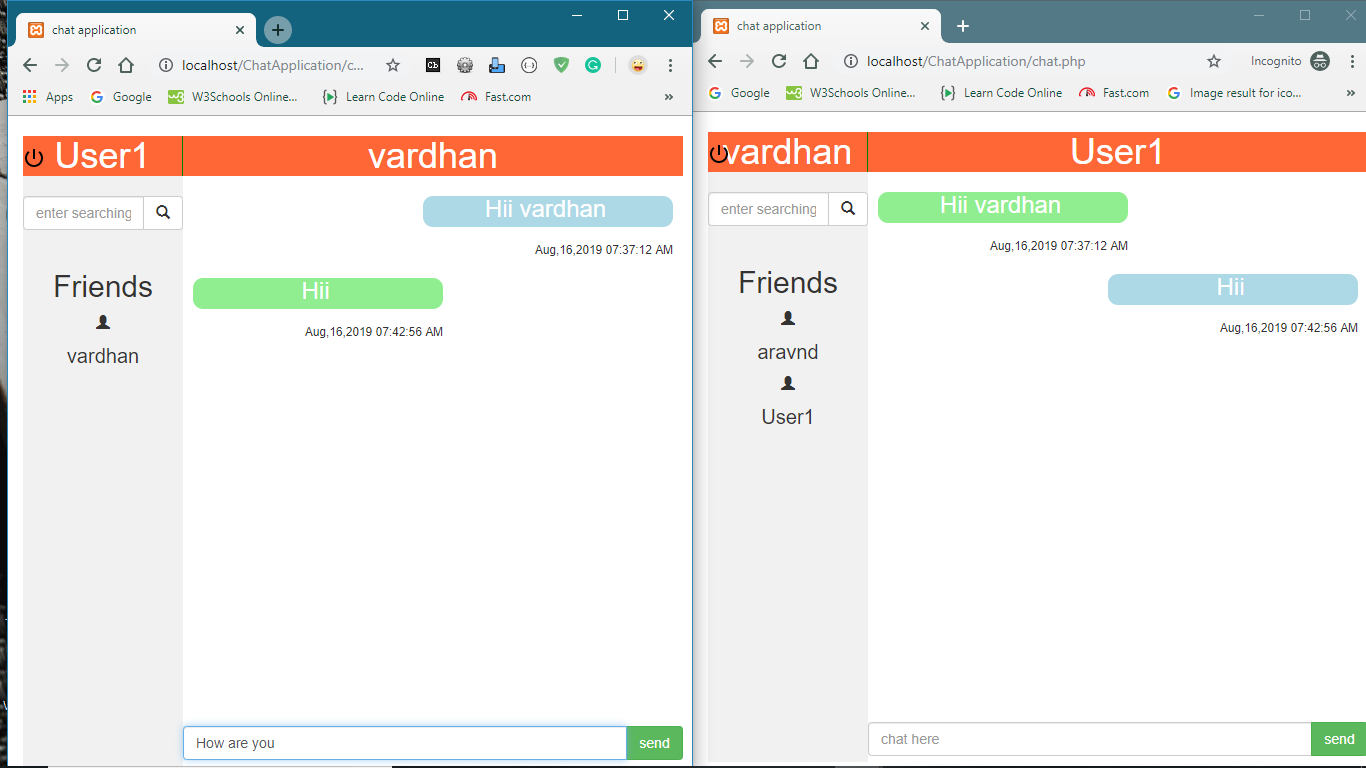 chat application
localhost/ChatApplication/c...
Apps Google W3Schools Online... Learn Code Online Fast.com »
User1 vardhan
enter searching
Hii vardhan
Aug,16,2019 07:37:12 AM
Friends
Hii
Aug,16,2019 07:42:56 AM
vardhan
How are you send
chat application
localhost/ChatApplication/chat.php Incognito
Google W3Schools Online... Learn Code Online Fast.com Image result for ico... »
vardhan User1
enter searching
Hii vardhan
Aug,16,2019 07:37:12 AM
Friends
Hii
Aug,16,2019 07:42:56 AM
aravnd
User1
chat here send